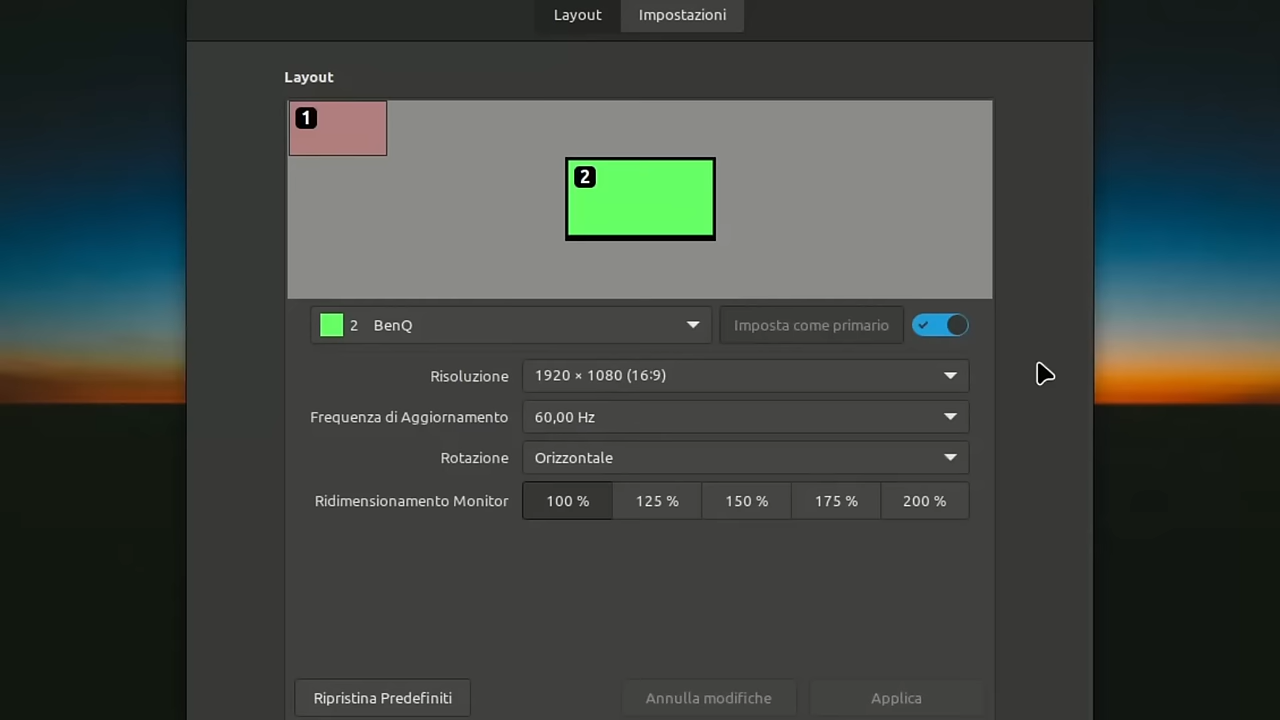 Layout Impostazioni
Layout
1
2
2 BenQ Imposta come primario
Risoluzione 1920 × 1080 (16:9)
Frequenza di Aggiornamento 60,00 Hz
Rotazione Orizzontale
Ridimensionamento Monitor 100 % 125 % 150 % 175 % 200 %
Ripristina Predefiniti Annulla modifiche Applica